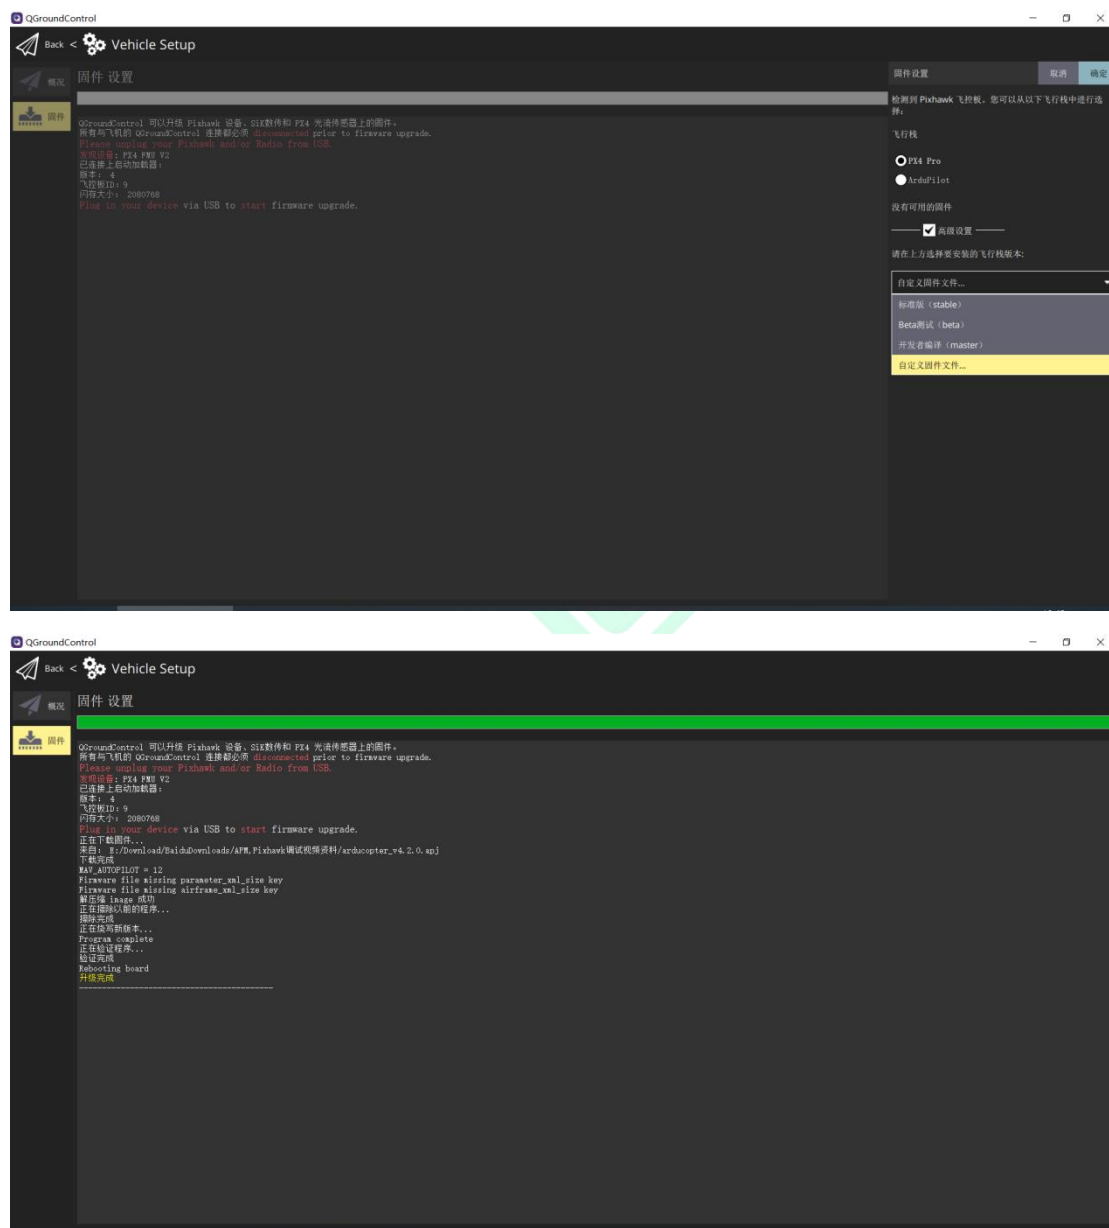 QGroundControl
Back < Vehicle Setup
概况
固件 设置
固件
QGroundControl 可以升级 Pixhawk 设备、SiK数传和 PX4 光流传感器上的固件。
所有与飞机的 QGroundControl 连接都必须 disconnected prior to firmware upgrade.
Please unplug your Pixhawk and/or Radio from USB.
发现设备: PX4 FMU V2
已连接上启动加载器:
版本: 4
飞控板ID: 9
闪存大小: 2080768
Plug in your device via USB to start firmware upgrade.
固件设置
取消
确定
检测到 Pixhawk 飞控板。您可以从以下飞行栈中进行选
择:
飞行栈
PX4 Pro
ArduPilot
没有可用的固件
高级设置
请在上方选择要安装的飞行栈版本:
自定义固件文件...
标准版（stable）
Beta测试（beta）
开发者编译（master）
自定义固件文件...
QGroundControl
Back < Vehicle Setup
概况
固件 设置
固件
QGroundControl 可以升级 Pixhawk 设备、SiK数传和 PX4 光流传感器上的固件。
所有与飞机的 QGroundControl 连接都必须 disconnected prior to firmware upgrade.
Please unplug your Pixhawk and/or Radio from USB.
发现设备: PX4 FMU V2
已连接上启动加载器:
版本: 4
飞控板ID: 9
闪存大小: 2080768
Plug in your device via USB to start firmware upgrade.
正在下载固件...
来自: E:/Download/BaiduDownloads/APM,Pixhawk调试视频资料/arducopter_v4.2.0.apj
下载完成
MAV_AUTOPILOT = 12
Firmware file missing parameter_xml_size key
Firmware file missing airframe_xml_size key
解压缩 image 成功
正在擦除以前的程序...
擦除完成
正在烧写新版本...
Program complete
正在验证程序...
验证完成
Rebooting board
升级完成
------------------------------------------